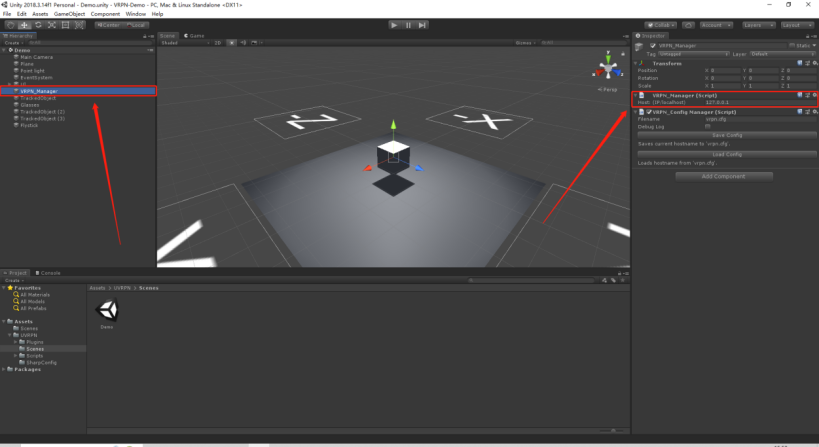 Unity 2018.3.14f1 Personal - Demo.unity - VRPN-Demo - PC, Mac & Linux Standalone <DX11>
File Edit Assets GameObject Component Window Help
Center Local
Collab Account Layers Layout
Hierarchy
Create
Demo
Main Camera
Plane
Point light
EventSystem
UI
VRPN_Manager
TrackedObject
Glasses
TrackedObject (2)
TrackedObject (3)
Flystick
Scene Game
Shaded 2D Gizmos
Persp
Z
-X
Inspector
VRPN_Manager Static
Tag Untagged Layer Default
Transform
Position X 0 Y 0 Z 0
Rotation X 0 Y 0 Z 0
Scale X 1 Y 1 Z 1
VRPN_Manager (Script)
Host: (IP/localhost) 127.0.0.1
VRPN_Config Manager (Script)
Filename vrpn.cfg
Debug Log
Save Config
Saves current hostname to 'vrpn.cfg'.
Load Config
Loads hostname from 'vrpn.cfg'.
Add Component
Project Console
Create
Favorites
All Materials
All Models
All Prefabs
Assets
Scenes
UVRPN
Plugins
Scenes
Scripts
SharpConfig
Packages
Assets > UVRPN > Scenes
Demo